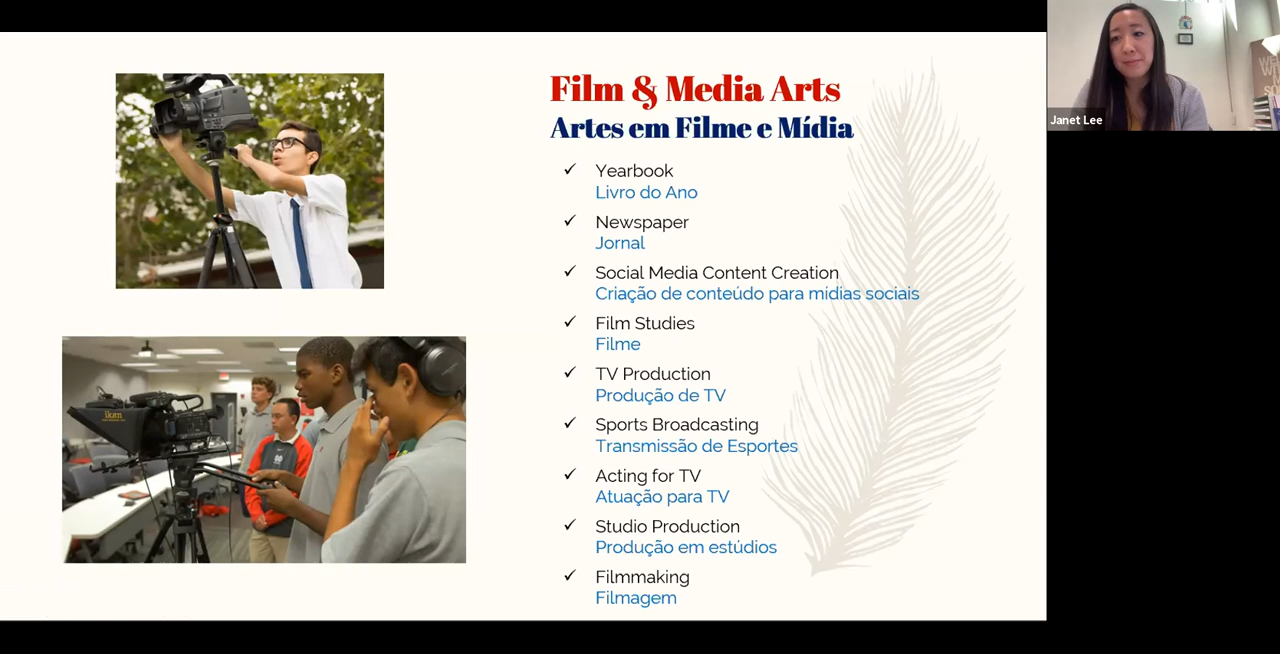 Film & Media Arts
Artes em Filme e Mídia
✓ Yearbook
Livro do Ano
✓ Newspaper
Jornal
✓ Social Media Content Creation
Criação de conteúdo para mídias sociais
✓ Film Studies
Filme
✓ TV Production
Produção de TV
✓ Sports Broadcasting
Transmissão de Esportes
✓ Acting for TV
Atuação para TV
✓ Studio Production
Produção em estúdios
✓ Filmmaking
Filmagem
ikan
Janet Lee